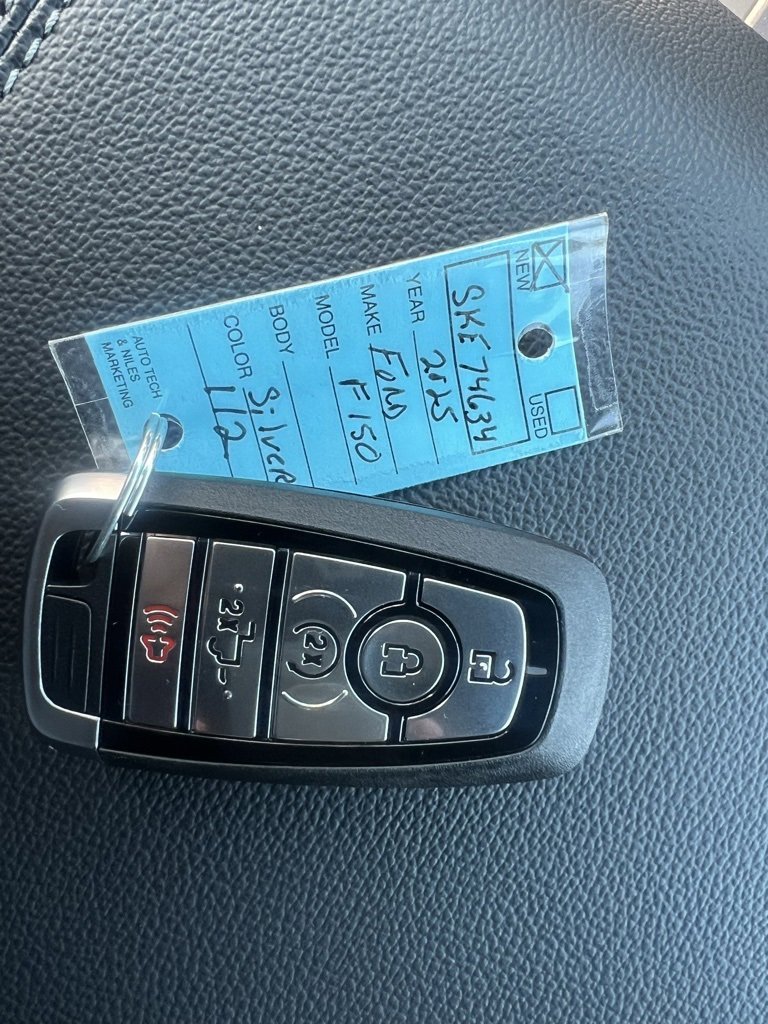 NEW
USED
SKE74634
YEAR 2025
MAKE FORD
MODEL F150
BODY
COLOR SilveR
112
AUTO TECH
& NILES
MARKETING
2x
2x